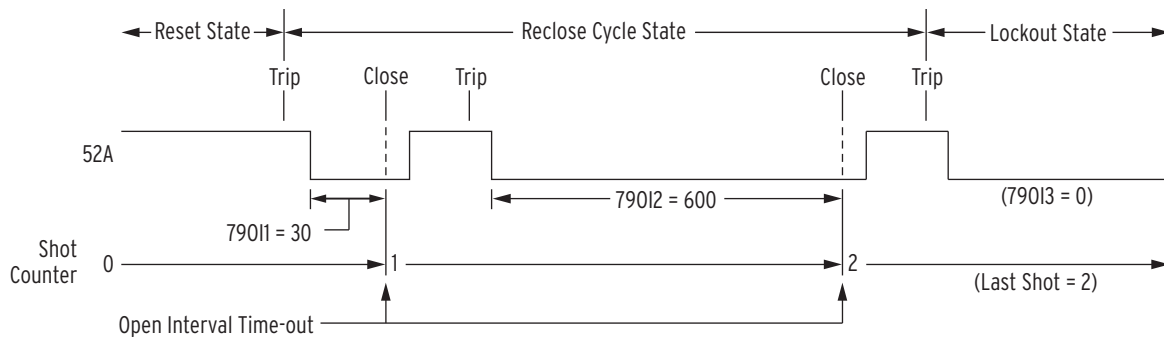 Reset State
Reclose Cycle State
Lockout State
Trip
Close
Trip
Close
Trip
52A
79OI1 = 30
79OI2 = 600
(79OI3 = 0)
Shot
Counter
0
1
2
(Last Shot = 2)
Open Interval Time-out